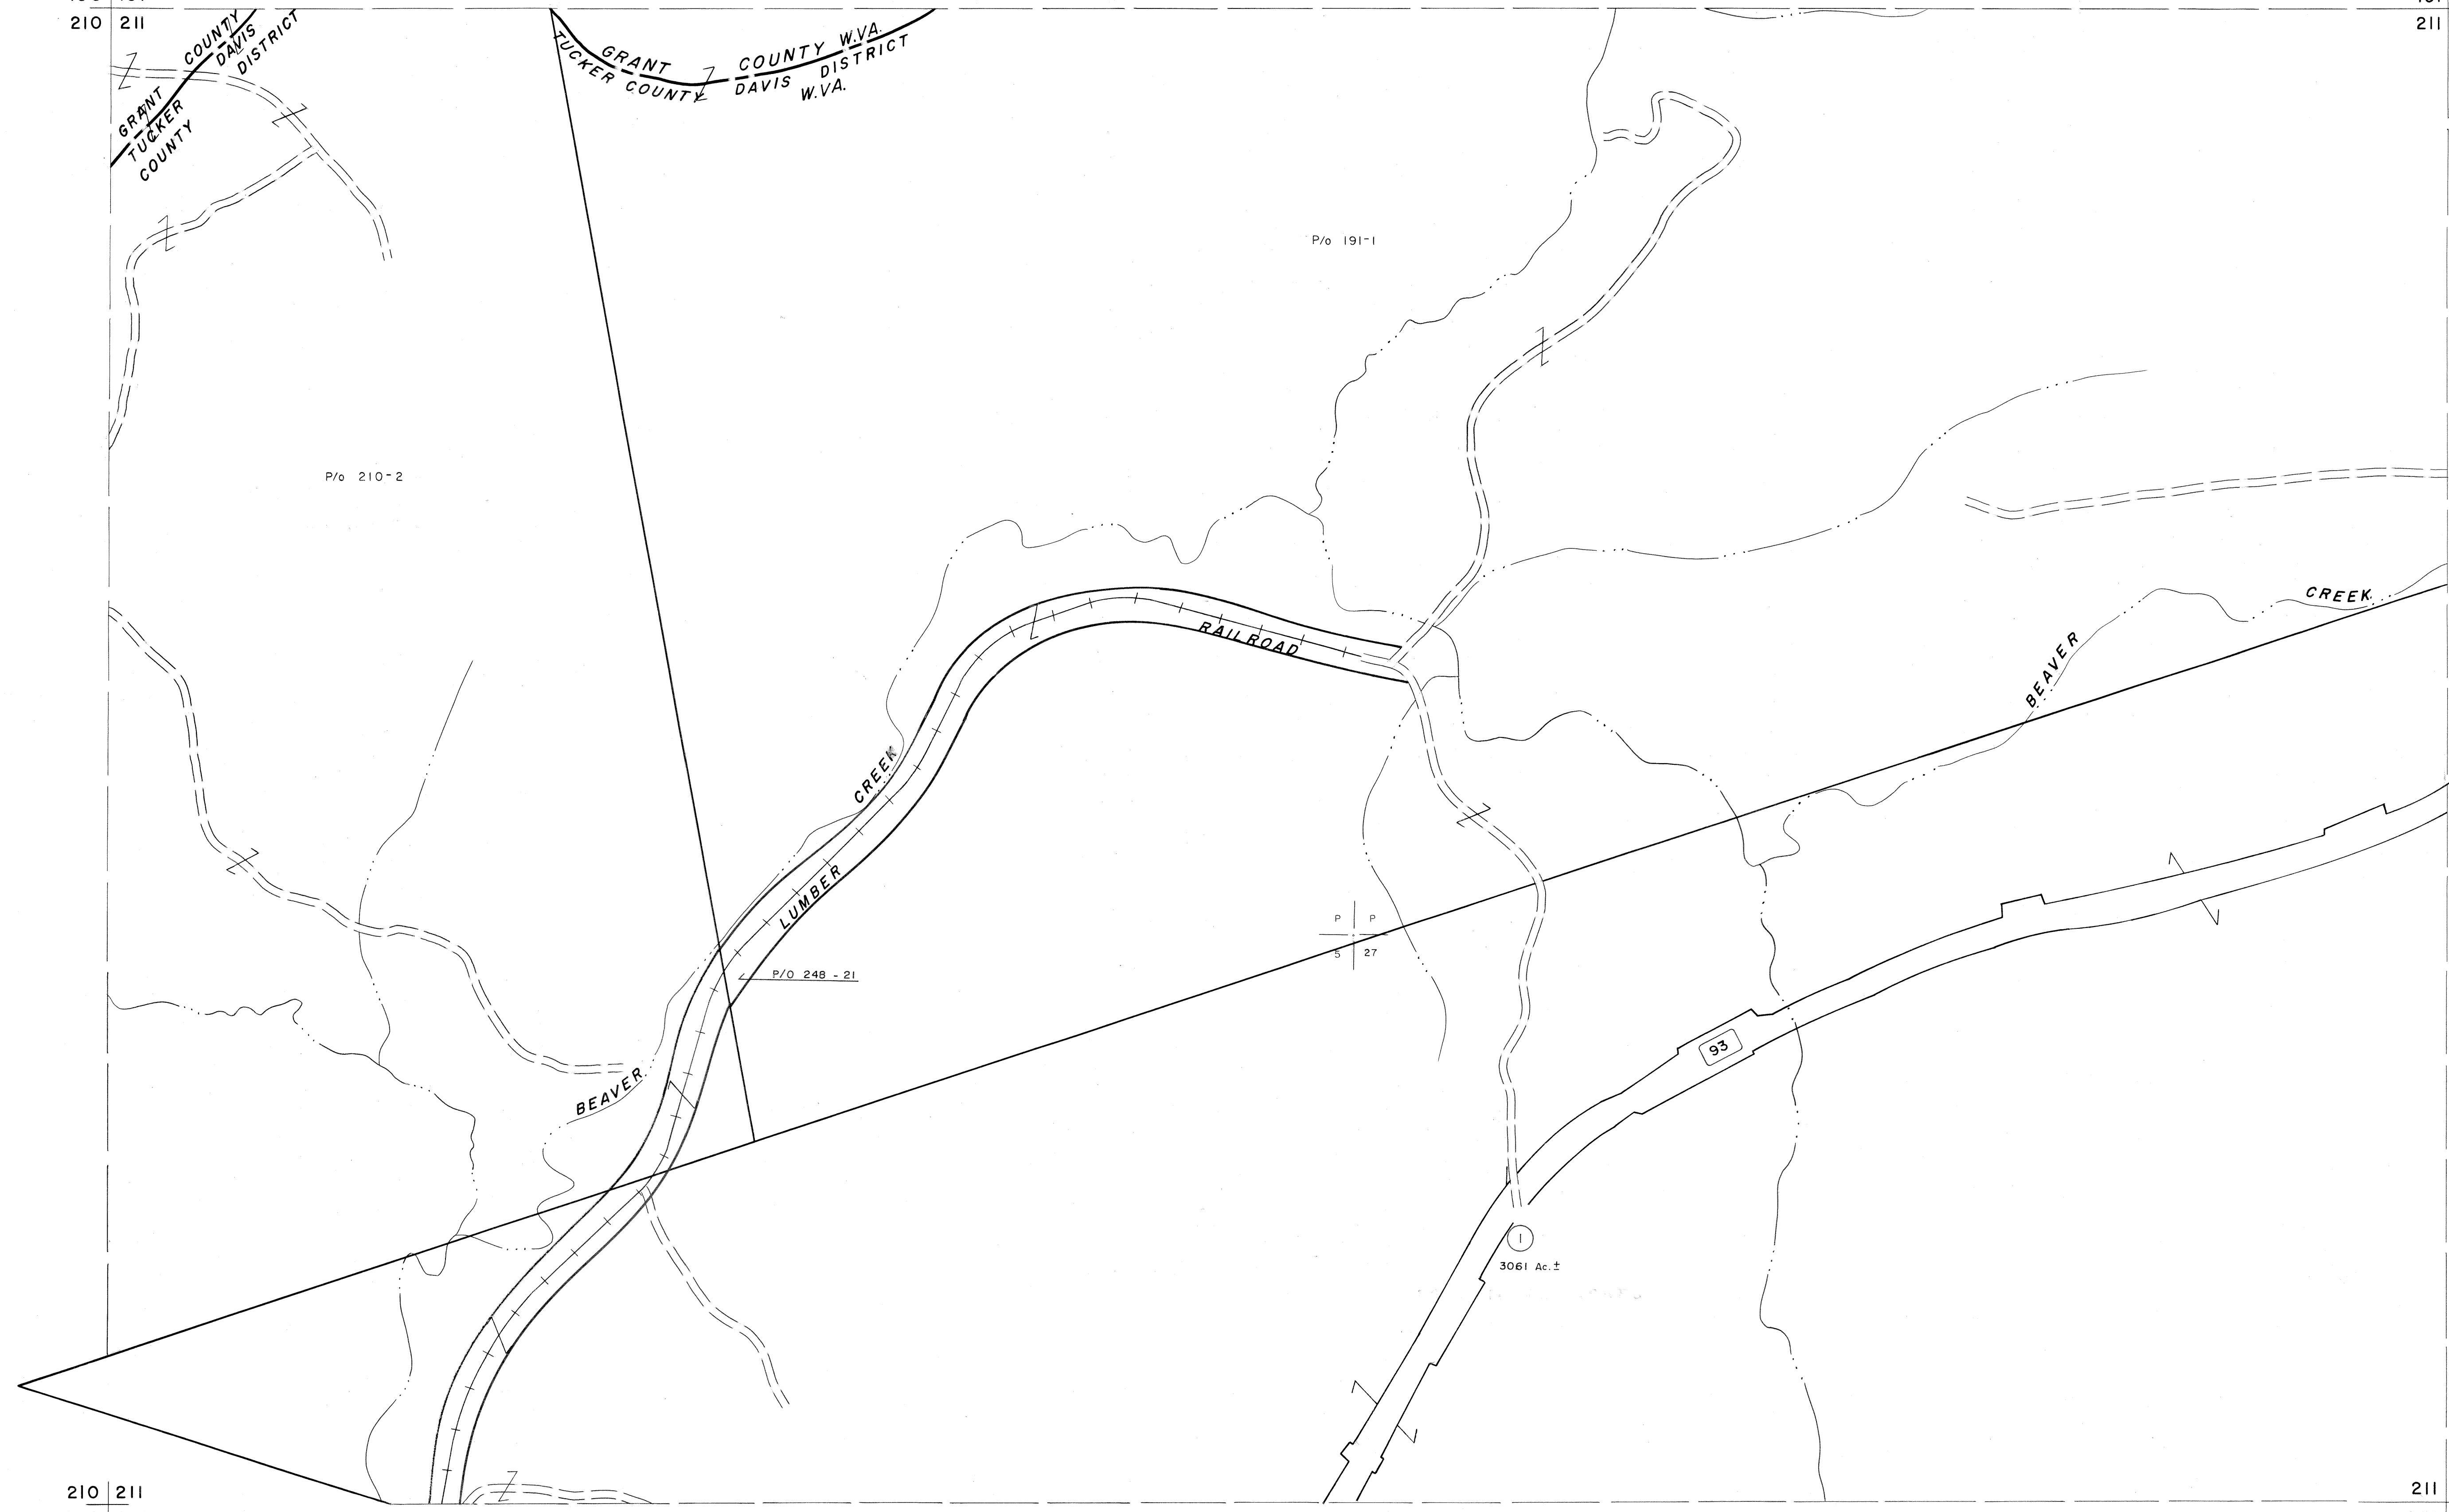 210 211
211
GRANT COUNTY
TUCKER DAVIS
COUNTY DISTRICT
GRANT COUNTY W.VA.
TUCKER COUNTY DAVIS DISTRICT
W.VA.
P/o 191-1
P/o 210-2
CREEK
BEAVER
RAILROAD
CREEK
LUMBER
P P
5 27
P/O 248 - 21
93
BEAVER
1
3061 Ac.±
210 211
211